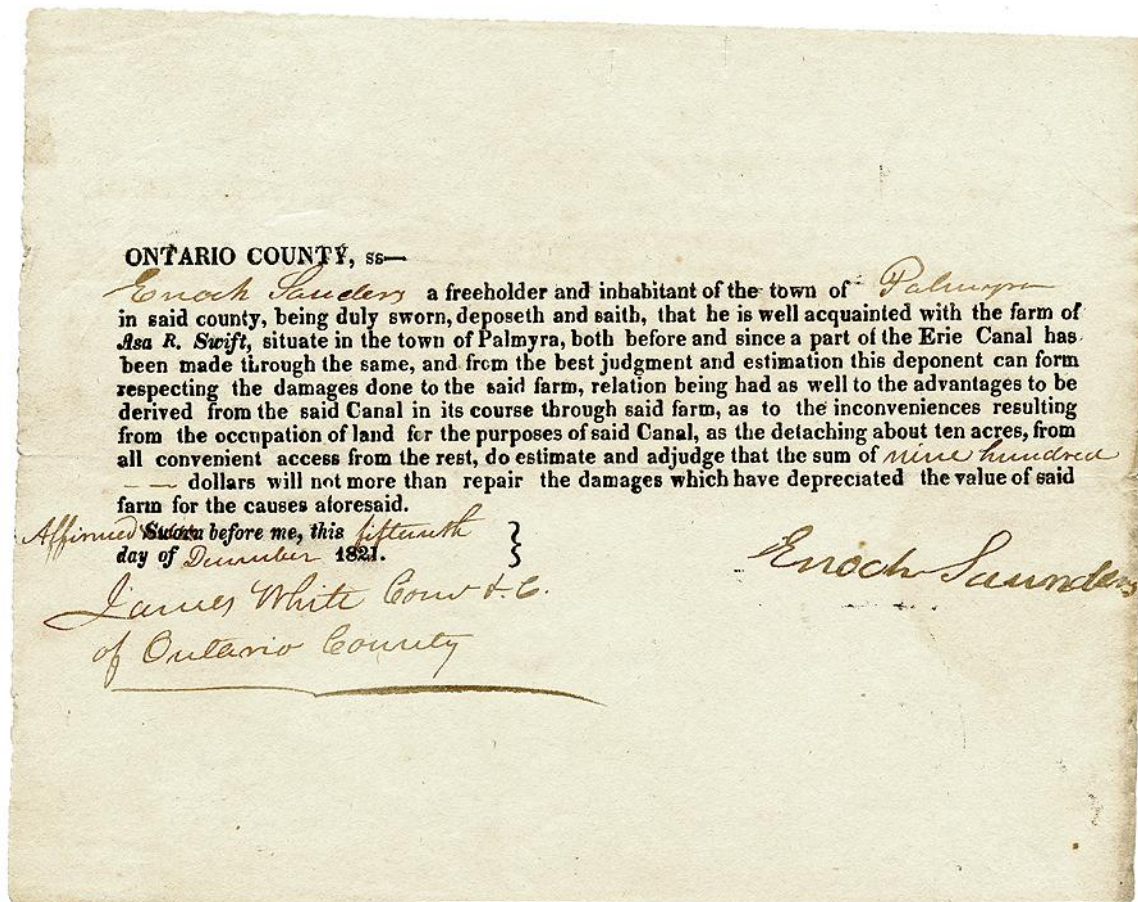 ONTARIO COUNTY, ss—
Enoch Sauders a freeholder and inhabitant of the town of Palmyra
in said county, being duly sworn, deposeth and saith, that he is well acquainted with the farm of
Asa R. Swift, situate in the town of Palmyra, both before and since a part of the Erie Canal has
been made through the same, and from the best judgment and estimation this deponent can form
respecting the damages done to the said farm, relation being had as well to the advantages to be
derived from the said Canal in its course through said farm, as to the inconveniences resulting
from the occupation of land for the purposes of said Canal, as the detaching about ten acres, from
all convenient access from the rest, do estimate and adjudge that the sum of nine hundred
— — dollars will not more than repair the damages which have depreciated the value of said
farm for the causes aforesaid.
Affirmed Sworn before me, this fifteenth
day of December 1821.
Enoch Saunders
James White Com &. C.
of Ontario County